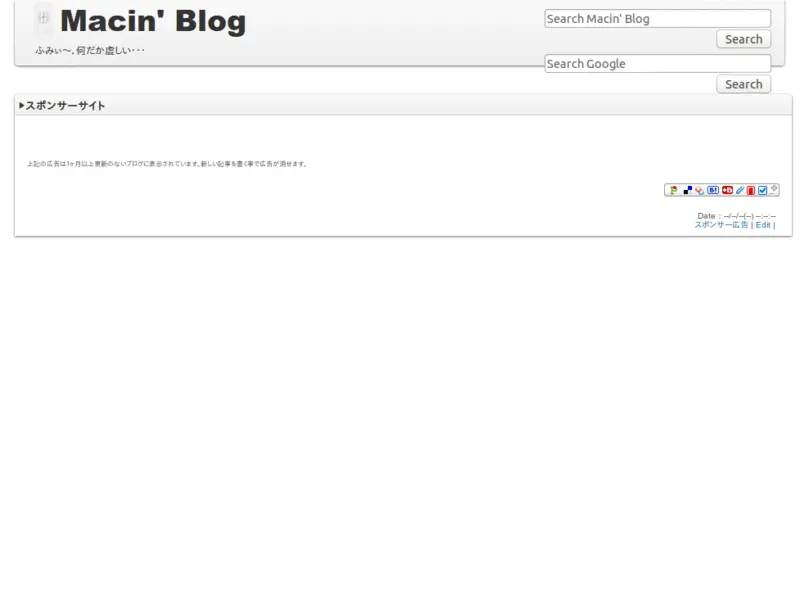 Macin' Blog
ふみぃ～、何だか虚しい・・・
Search Macin' Blog
Search
Search Google
Search
スポンサーサイト
上記の広告は1ヶ月以上更新のないブログに表示されています。新しい記事を書く事で広告が消せます。
Date : --/--/--(--) --:--:--
スポンサー広告 | Edit |